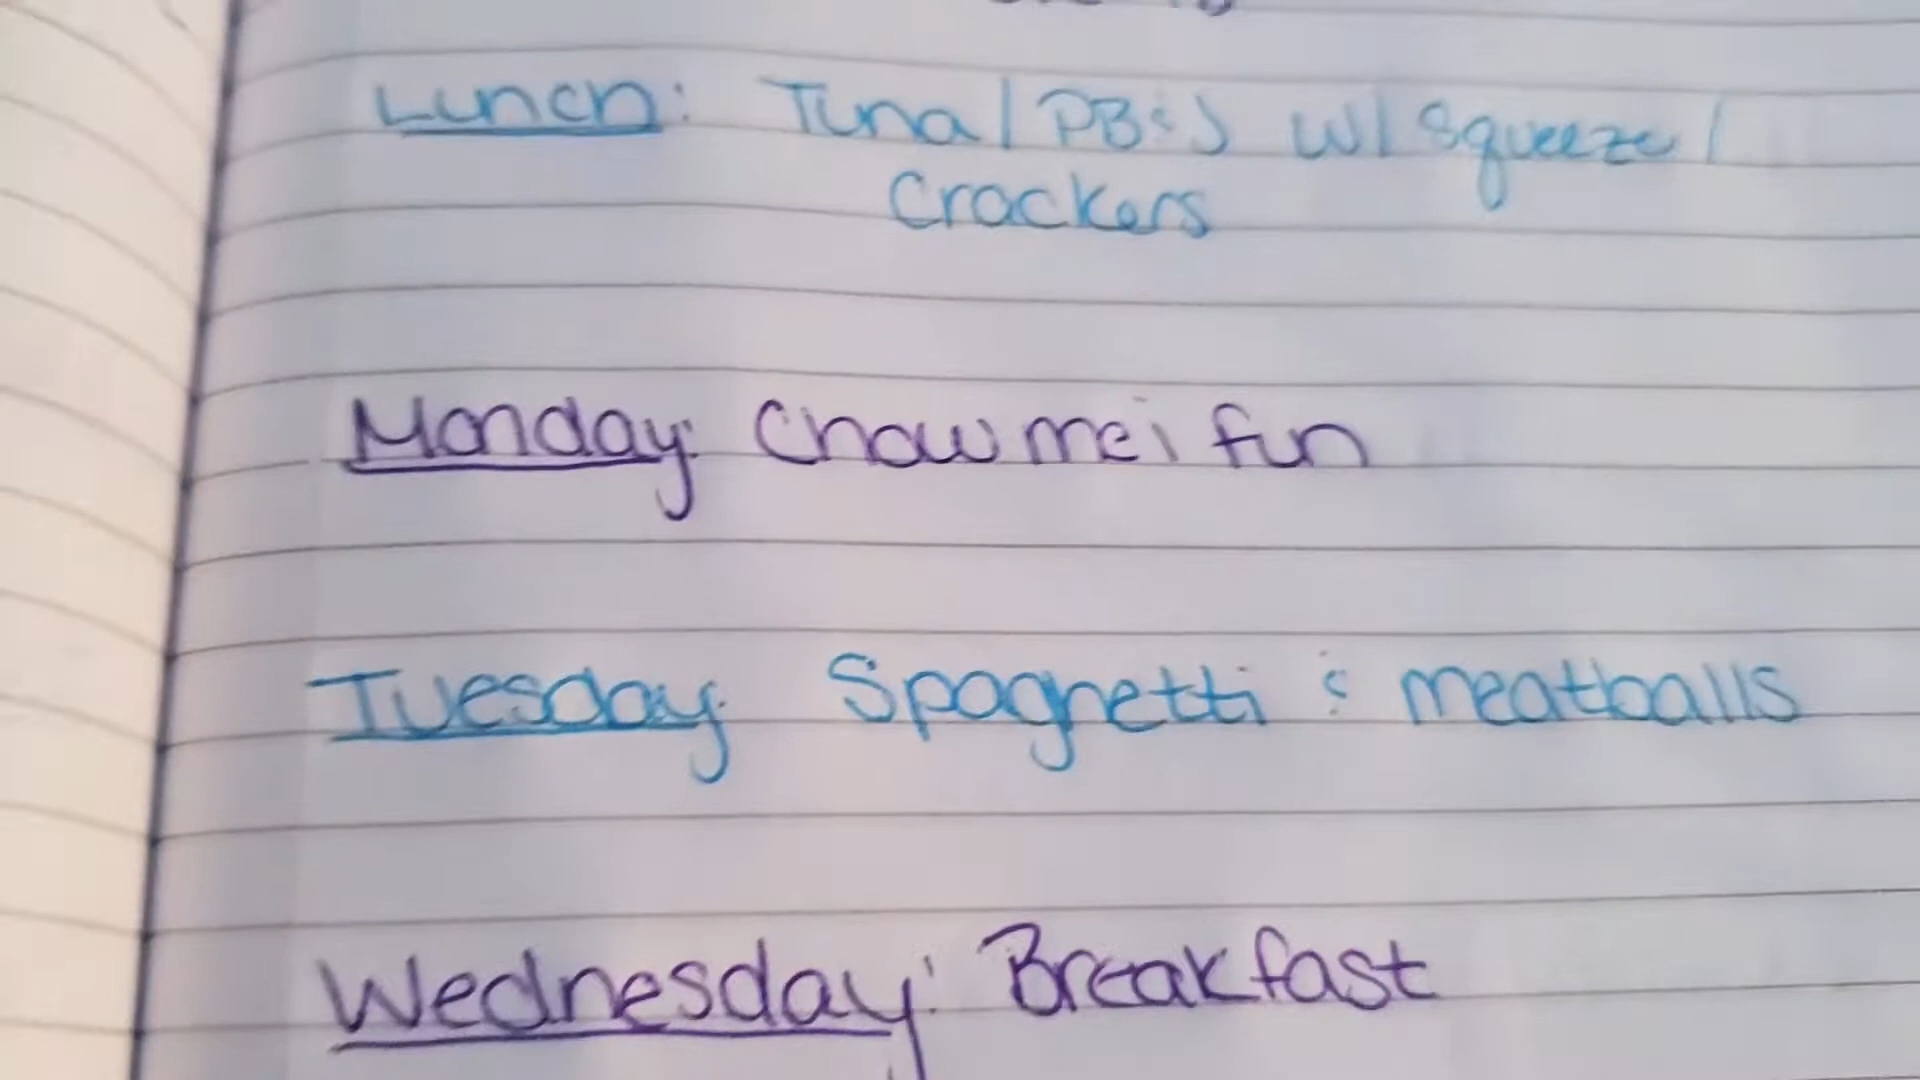 Lunch: Tuna/PB&J w/ squeeze/
Crackers
Monday: Chow mei fun
Tuesday: Spaghetti & meatballs
Wednesday: Breakfast